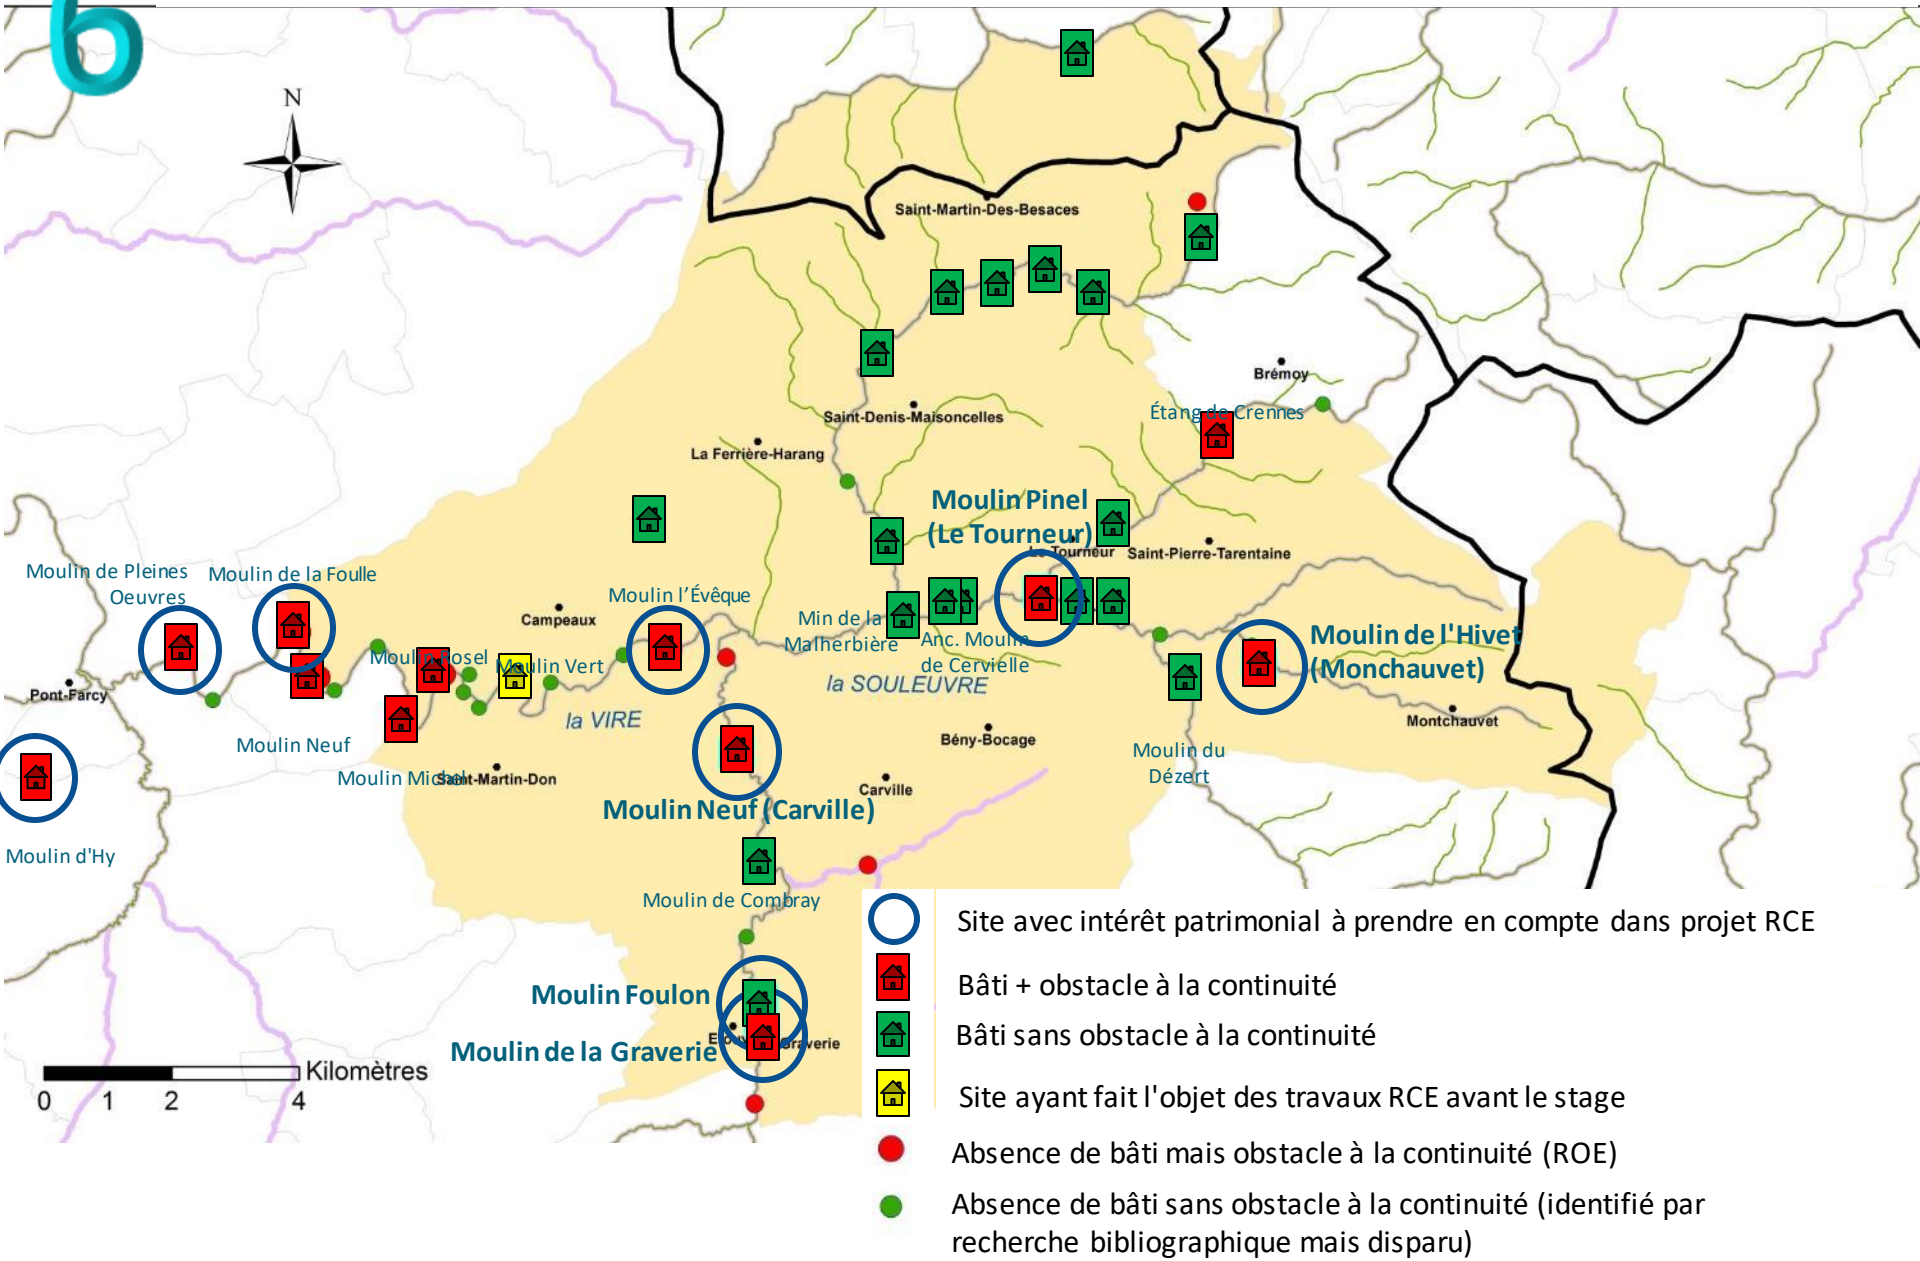 6
N
Saint-Martin-Des-Besaces
Brémoy
Étang de Crennes
Saint-Denis-Maisoncelles
La Ferrière-Harang
Moulin Pinel
(Le Tourneur)
Le Tourneur
Saint-Pierre-Tarentaine
Moulin de Pleines
Oeuvres
Moulin de la Foulle
Moulin l'Évêque
Campeaux
Min de la
Malherbière
Anc. Moulin
de Cervielle
Moulin de l'Hivet
(Monchauvet)
Moulin Vert
Pont-Farcy
la SOULEUVRE
la VIRE
Montchauvet
Moulin Neuf
Bény-Bocage
Moulin du
Dézert
Moulin Michel
Saint-Martin-Don
Carville
Moulin Neuf (Carville)
Moulin d'Hy
Moulin de Combray
Moulin Foulon
Moulin de la Graverie
Graverie
Kilomètres
0 1 2 4
Site avec intérêt patrimonial à prendre en compte dans projet RCE
Bâti + obstacle à la continuité
Bâti sans obstacle à la continuité
Site ayant fait l'objet des travaux RCE avant le stage
Absence de bâti mais obstacle à la continuité (ROE)
Absence de bâti sans obstacle à la continuité (identifié par
recherche bibliographique mais disparu)